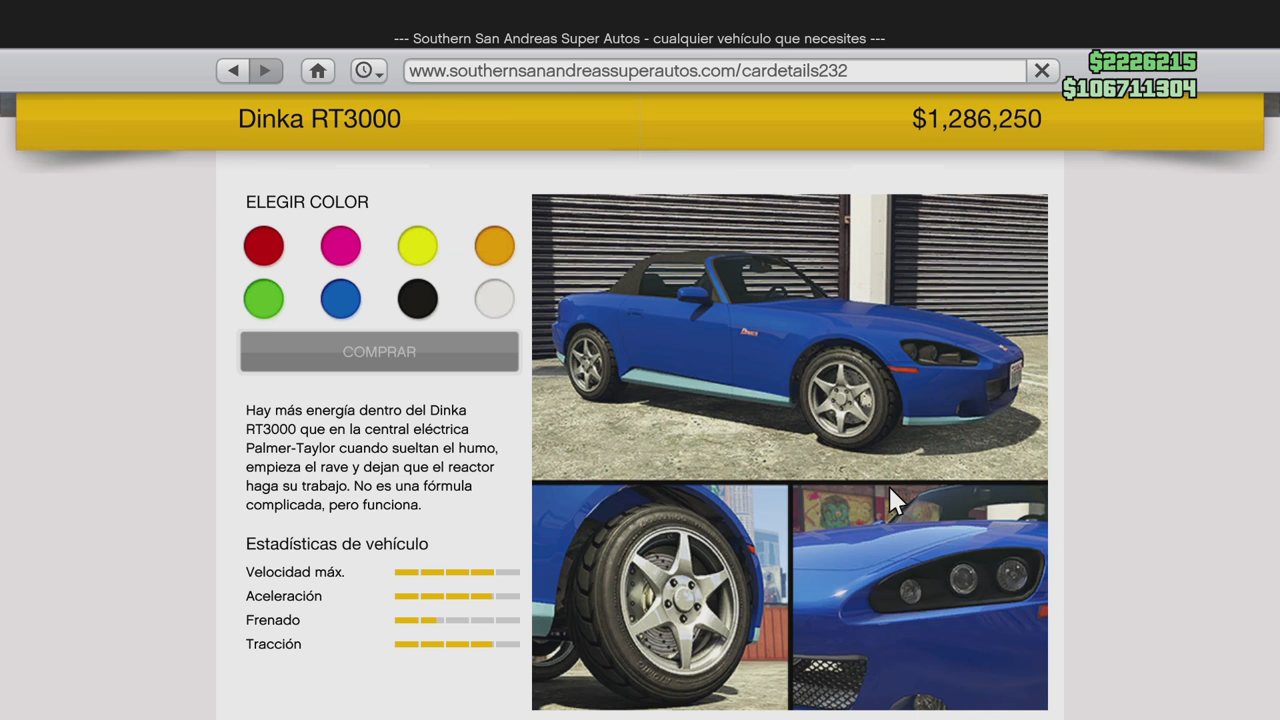 --- Southern San Andreas Super Autos - cualquier vehículo que necesites ---
www.southernsanandreassuperautos.com/cardetails232
$2226215
$106711304
Dinka RT3000
$1,286,250
ELEGIR COLOR
COMPRAR
Hay más energía dentro del Dinka
RT3000 que en la central eléctrica
Palmer-Taylor cuando sueltan el humo,
empieza el rave y dejan que el reactor
haga su trabajo. No es una fórmula
complicada, pero funciona.
Estadísticas de vehículo
Velocidad máx.
Aceleración
Frenado
Tracción